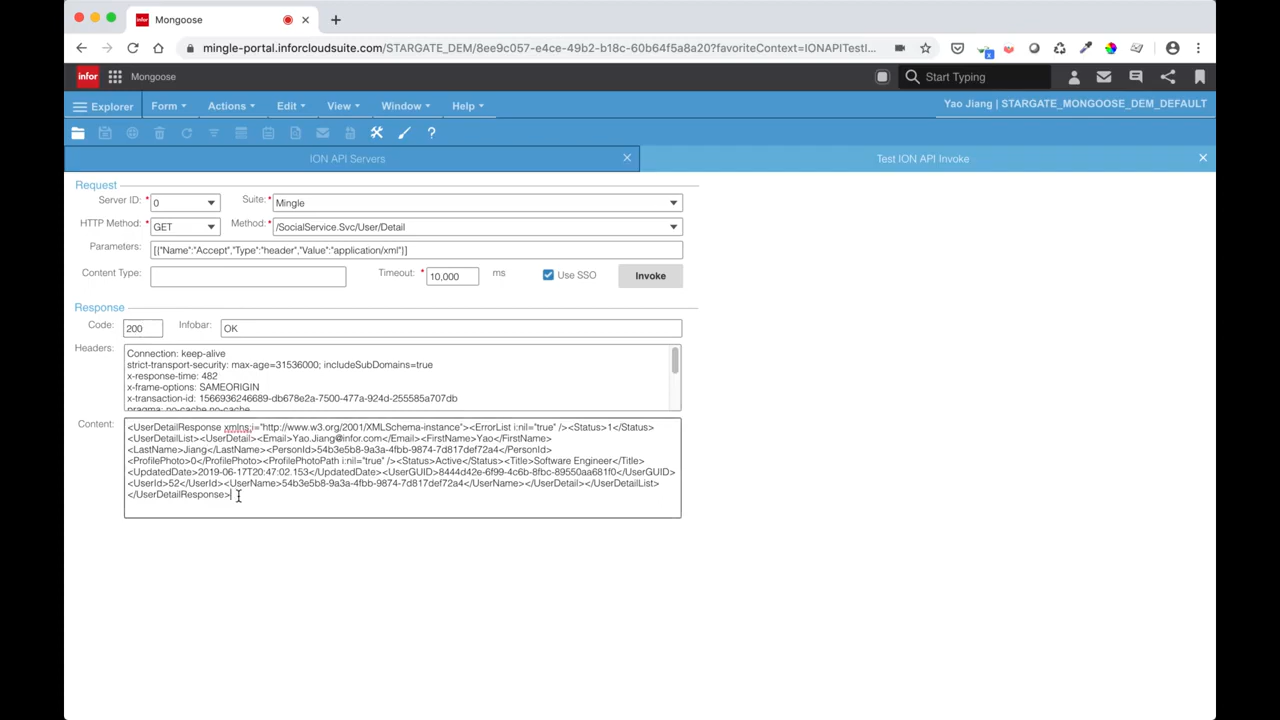 infor Mongoose
mingle-portal.inforcloudsuite.com/STARGATE_DEM/8ee9c057-e4ce-49b2-b18c-60b64f5a8a20?favoriteContext=IONAPITestI...
infor Mongoose Start Typing
Explorer Form Actions Edit View Window Help Yao Jiang | STARGATE_MONGOOSE_DEM_DEFAULT
?
ION API Servers Test ION API Invoke
Request
Server ID: * 0 Suite: * Mingle
HTTP Method: * GET Method: * /SocialService.Svc/User/Detail
Parameters: [{"Name":"Accept","Type":"header","Value":"application/xml"}]
Content Type: Timeout: * 10,000 ms Use SSO Invoke
Response
Code: 200 Infobar: OK
Headers: Connection: keep-alive
strict-transport-security: max-age=31536000; includeSubDomains=true
x-response-time: 482
x-frame-options: SAMEORIGIN
x-transaction-id: 1566936246689-db678e2a-7500-477a-924d-255585a707db
pragma: no-cache no-cache
Content: <UserDetailResponse xmlns:i="http://www.w3.org/2001/XMLSchema-instance"><ErrorList i:nil="true" /><Status>1</Status>
<UserDetailList><UserDetail><Email>Yao.Jiang@infor.com</Email><FirstName>Yao</FirstName>
<LastName>Jiang</LastName><PersonId>54b3e5b8-9a3a-4fbb-9874-7d817def72a4</PersonId>
<ProfilePhoto>0</ProfilePhoto><ProfilePhotoPath i:nil="true" /><Status>Active</Status><Title>Software Engineer</Title>
<UpdatedDate>2019-06-17T20:47:02.153</UpdatedDate><UserGUID>8444d42e-6f99-4c6b-8fbc-89550aa681f0</UserGUID>
<UserId>52</UserId><UserName>54b3e5b8-9a3a-4fbb-9874-7d817def72a4</UserName></UserDetail></UserDetailList>
</UserDetailResponse>